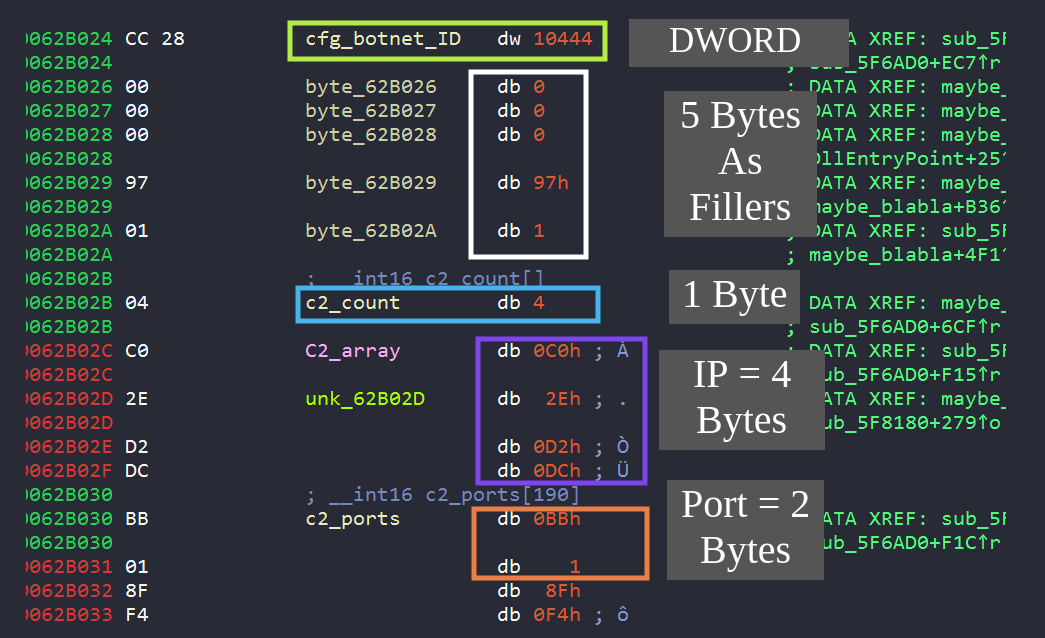 0062B024 CC 28 cfg_botnet_ID dw 10444 DWORD A XREF: sub_5F
0062B024 ; sub_5F6AD0+EC7↑r
0062B026 00 byte_62B026 db 0 ; DATA XREF: maybe_
0062B027 00 byte_62B027 db 0 5 Bytes DATA XREF: maybe_
0062B028 00 byte_62B028 db 0 As DATA XREF: maybe_
0062B028 DllEntryPoint+25↑
0062B029 97 byte_62B029 db 97h Fillers DATA XREF: maybe_
0062B029 maybe_blabla+B36↑
0062B02A 01 byte_62B02A db 1 DATA XREF: sub_5F
0062B02A ; maybe_blabla+4F1↑
0062B02B ; __int16 c2_count[]
0062B02B 04 c2_count db 4 1 Byte DATA XREF: maybe_
0062B02B ; sub_5F6AD0+6CF↑r
0062B02C C0 C2_array db 0C0h ; À ; DATA XREF: sub_5F
0062B02C IP = 4 sub_5F6AD0+F15↑r
0062B02D 2E unk_62B02D db 2Eh ; . Bytes DATA XREF: maybe_
0062B02D sub_5F8180+279↑o
0062B02E D2 db 0D2h ; Ò
0062B02F DC db 0DCh ; Ü
0062B030 ; __int16 c2_ports[190]
0062B030 BB c2_ports db 0BBh Port = 2 DATA XREF: sub_5F
0062B030 Bytes sub_5F6AD0+F1C↑r
0062B031 01 db 1
0062B032 8F db 8Fh
0062B033 F4 db 0F4h ; ô